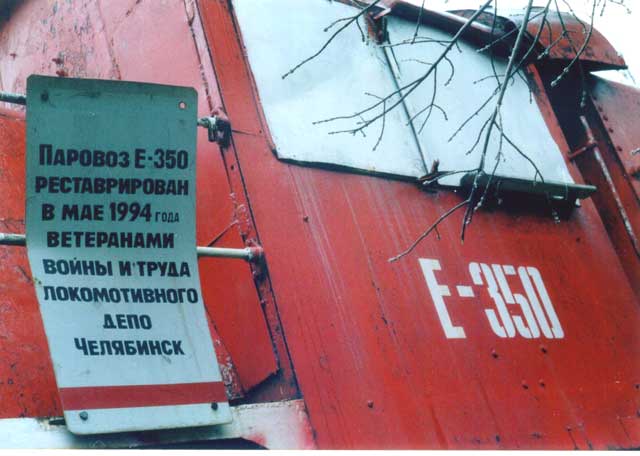 Паровоз Е-350
реставрирован
в мае 1994 года
ветеранами
войны и труда
локомотивного
депо
Челябинск
Е-350